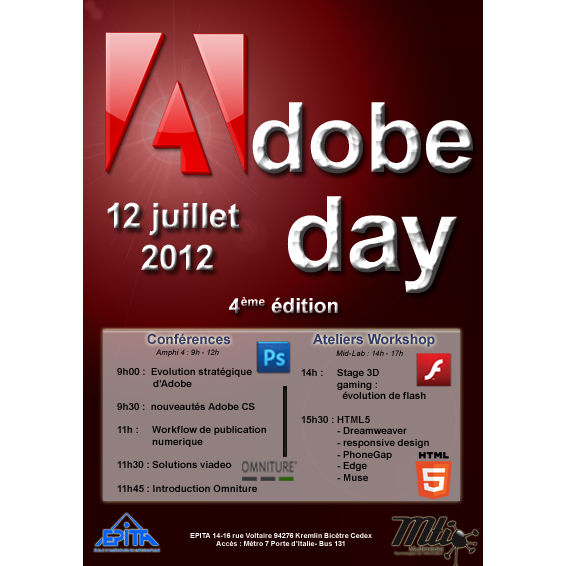 Adobe
day
12 juillet
2012
4ème édition
Conférences
Amphi 4 : 9h - 12h
Ps
9h00 : Evolution stratégique
d'Adobe
9h30 : nouveautés Adobe CS
11h : Workflow de publication
numerique
11h30 : Solutions viadeo
OMNITURE
11h45 : Introduction Omniture
Ateliers Workshop
Mid-Lab : 14h - 17h
14h : Stage 3D
gaming :
évolution de flash
15h30 : HTML5
- Dreamweaver
- responsive design
- PhoneGap
- Edge
- Muse
HTML
5
EPITA
EPITA 14-16 rue Voltaire 94276 Kremlin Bicêtre Cedex
Accès : Métro 7 Porte d'Italie- Bus 131
Mti